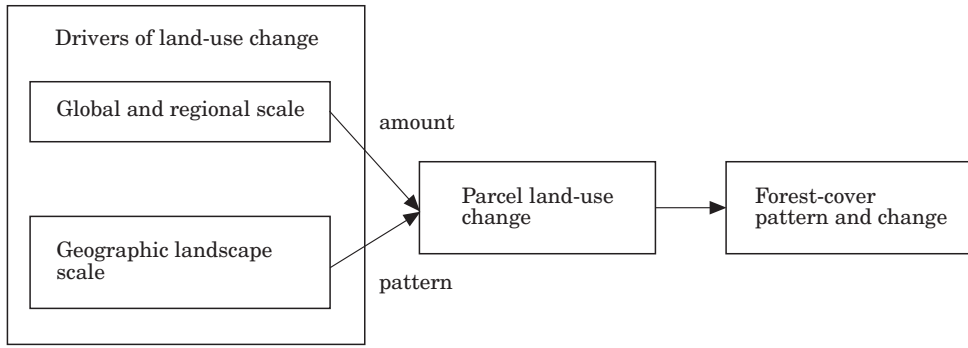 Drivers of land-use change
Global and regional scale
amount
Parcel land-use
change
Forest-cover
pattern and change
Geographic landscape
scale
pattern